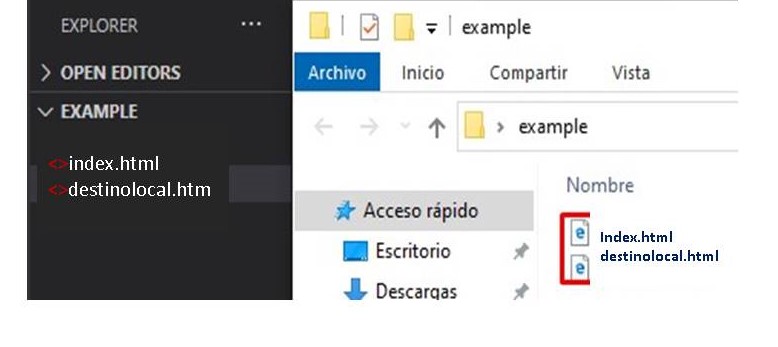 EXPLORER ...
OPEN EDITORS
EXAMPLE
<>index.html
<>destinolocal.htm
example
Archivo Inicio Compartir Vista
example
Nombre
Acceso rápido
Escritorio
Descargas
Index.html
destinolocal.html